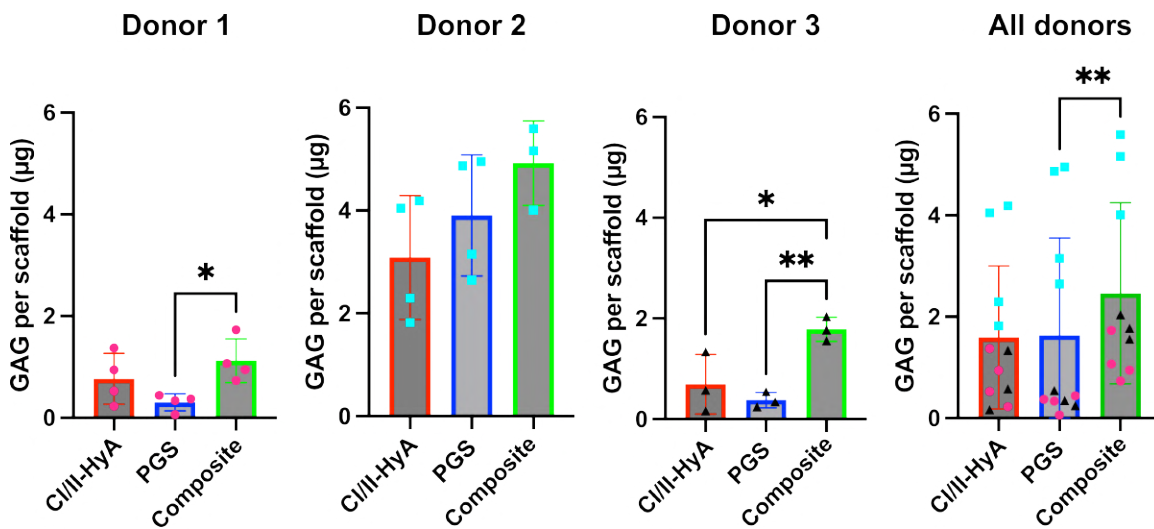 Donor 1
GAG per scaffold (µg)
6
4
2
0
*
CI/II-HyA
PGS
Composite
Donor 2
GAG per scaffold (µg)
6
4
2
0
CI/II-HyA
PGS
Composite
Donor 3
GAG per scaffold (µg)
6
4
2
0
*
**
CI/II-HyA
PGS
Composite
All donors
GAG per scaffold (µg)
6
4
2
0
**
CI/II-HyA
PGS
Composite